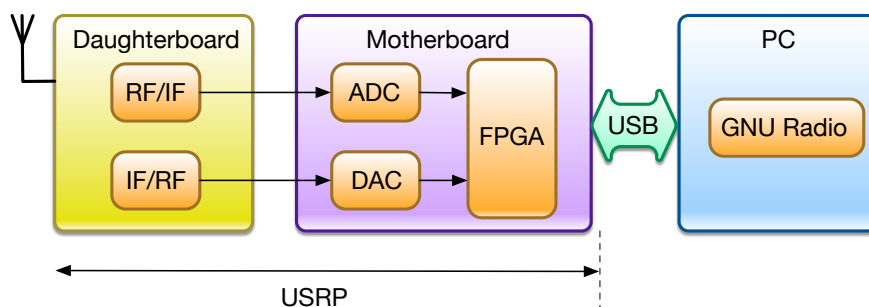 Daughterboard
RF/IF
IF/RF
Motherboard
ADC
DAC
FPGA
USB
PC
GNU Radio
USRP